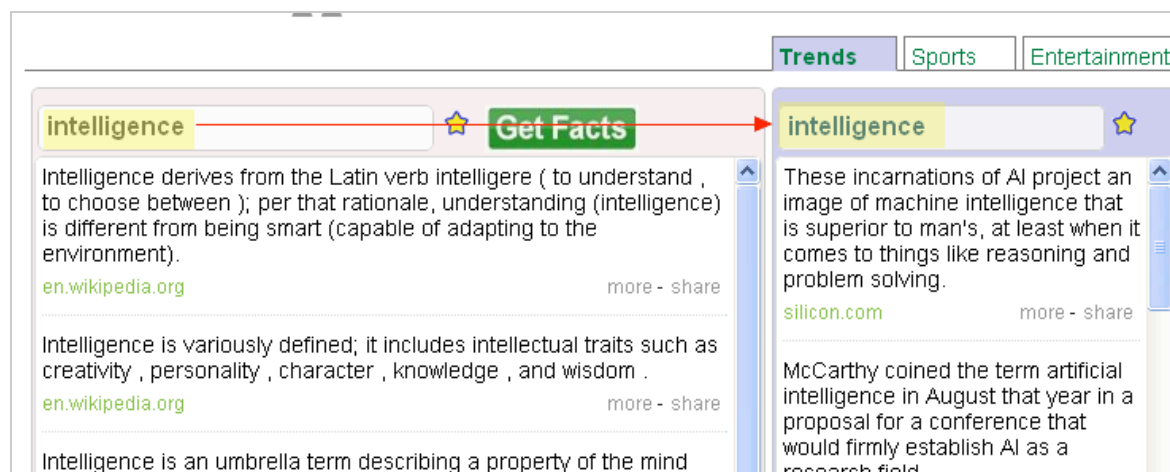 Trends
Sports
Entertainment
intelligence
Get Facts
Intelligence derives from the Latin verb intelligere ( to understand ,
to choose between ); per that rationale, understanding (intelligence)
is different from being smart (capable of adapting to the
environment).
en.wikipedia.org
more - share
Intelligence is variously defined; it includes intellectual traits such as
creativity , personality , character , knowledge , and wisdom .
en.wikipedia.org
more - share
Intelligence is an umbrella term describing a property of the mind
intelligence
These incarnations of AI project an
image of machine intelligence that
is superior to man's, at least when it
comes to things like reasoning and
problem solving.
silicon.com
more - share
McCarthy coined the term artificial
intelligence in August that year in a
proposal for a conference that
would firmly establish AI as a
research field